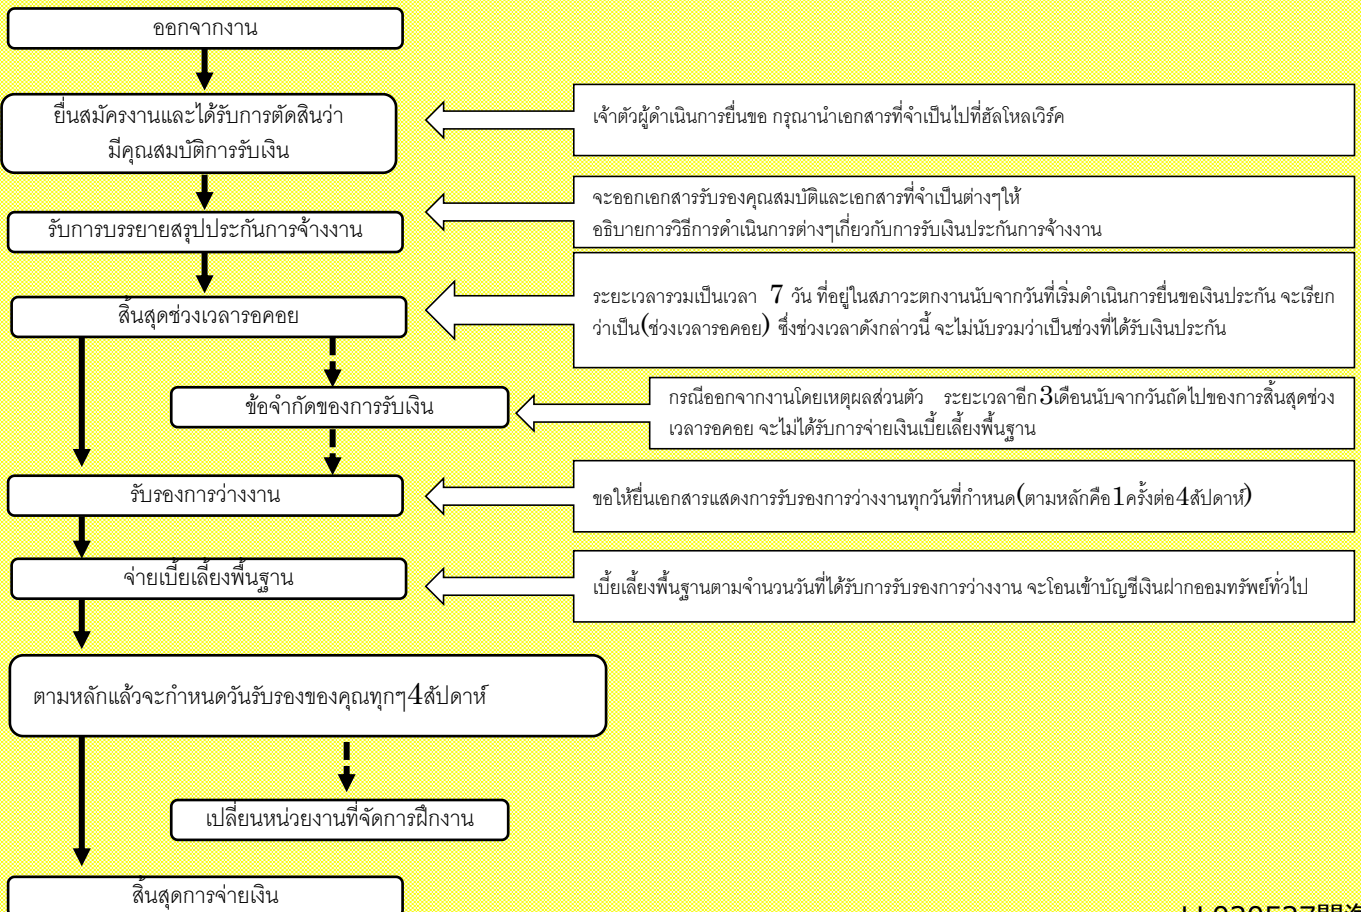 ออกจากงาน
ยื่นสมัครงานและได้รับการตัดสินว่า
มีคุณสมบัติการรับเงิน
เจ้าตัวผู้ดำเนินการยื่นขอ กรุณานำเอกสารที่จำเป็นไปที่ฮัลโหลเวิร์ค
รับการบรรยายสรุปประกันการจ้างงาน
จะออกเอกสารรับรองคุณสมบัติและเอกสารที่จำเป็นต่างๆให้
อธิบายการวิธีการดำเนินการต่างๆเกี่ยวกับการรับเงินประกันการจ้างงาน
สิ้นสุดช่วงเวลารอคอย
ระยะเวลารวมเป็นเวลา 7 วัน ที่อยู่ในสภาวะตกงานนับจากวันที่เริ่มดำเนินการยื่นขอเงินประกัน จะเรียก
ว่าเป็น(ช่วงเวลารอคอย) ซึ่งช่วงเวลาดังกล่าวนี้ จะไม่นับรวมว่าเป็นช่วงที่ได้รับเงินประกัน
ข้อจำกัดของการรับเงิน
กรณีออกจากงานโดยเหตุผลส่วนตัว ระยะเวลาอีก3เดือนนับจากวันถัดไปของการสิ้นสุดช่วง
เวลารอคอย จะไม่ได้รับการจ่ายเงินเบี้ยเลี้ยงพื้นฐาน
รับรองการว่างงาน
ขอให้ยื่นเอกสารแสดงการรับรองการว่างงานทุกวันที่กำหนด(ตามหลักคือ1ครั้งต่อ4สัปดาห์)
จ่ายเบี้ยเลี้ยงพื้นฐาน
เบี้ยเลี้ยงพื้นฐานตามจำนวนวันที่ได้รับการรับรองการว่างงาน จะโอนเข้าบัญชีเงินฝากออมทรัพย์ทั่วไป
ตามหลักแล้วจะกำหนดวันรับรองของคุณทุกๆ4สัปดาห์
เปลี่ยนหน่วยงานที่จัดการฝึกงาน
สิ้นสุดการจ่ายเงิน